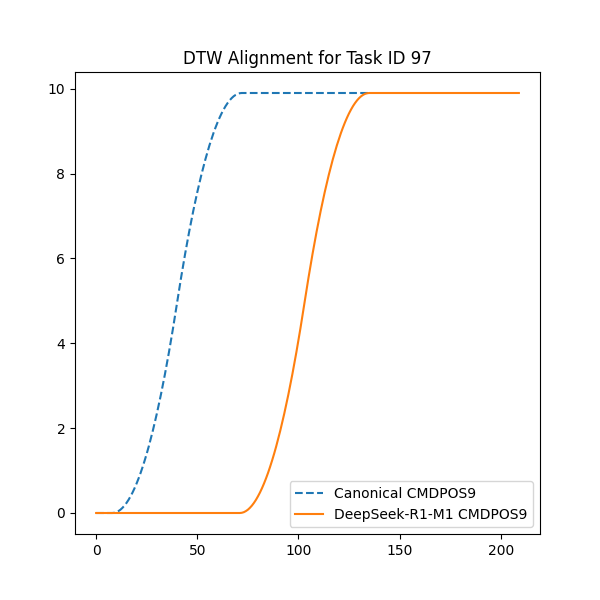 DTW Alignment for Task ID 97
10
8
6
4
2
0
Canonical CMDPOS9
DeepSeek-R1-M1 CMDPOS9
0 50 100 150 200